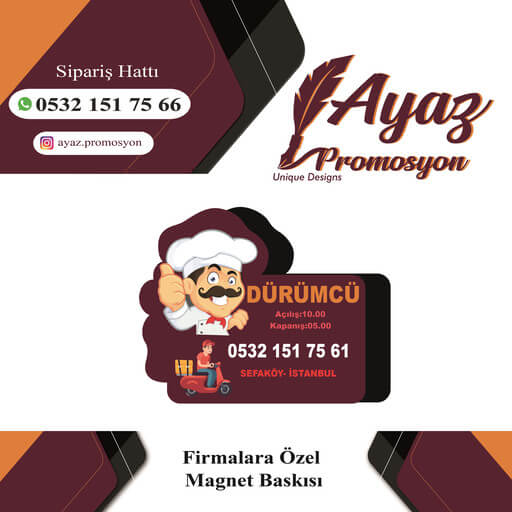 Sipariş Hattı
0532 151 75 66
ayaz.promosyon
Ayaz
Promosyon
Unique Designs
DÜRÜMCÜ
Açılış:10.00
Kapanış:05.00
0532 151 75 61
SEFAKÖY- İSTANBUL
Firmalara Özel
Magnet Baskısı